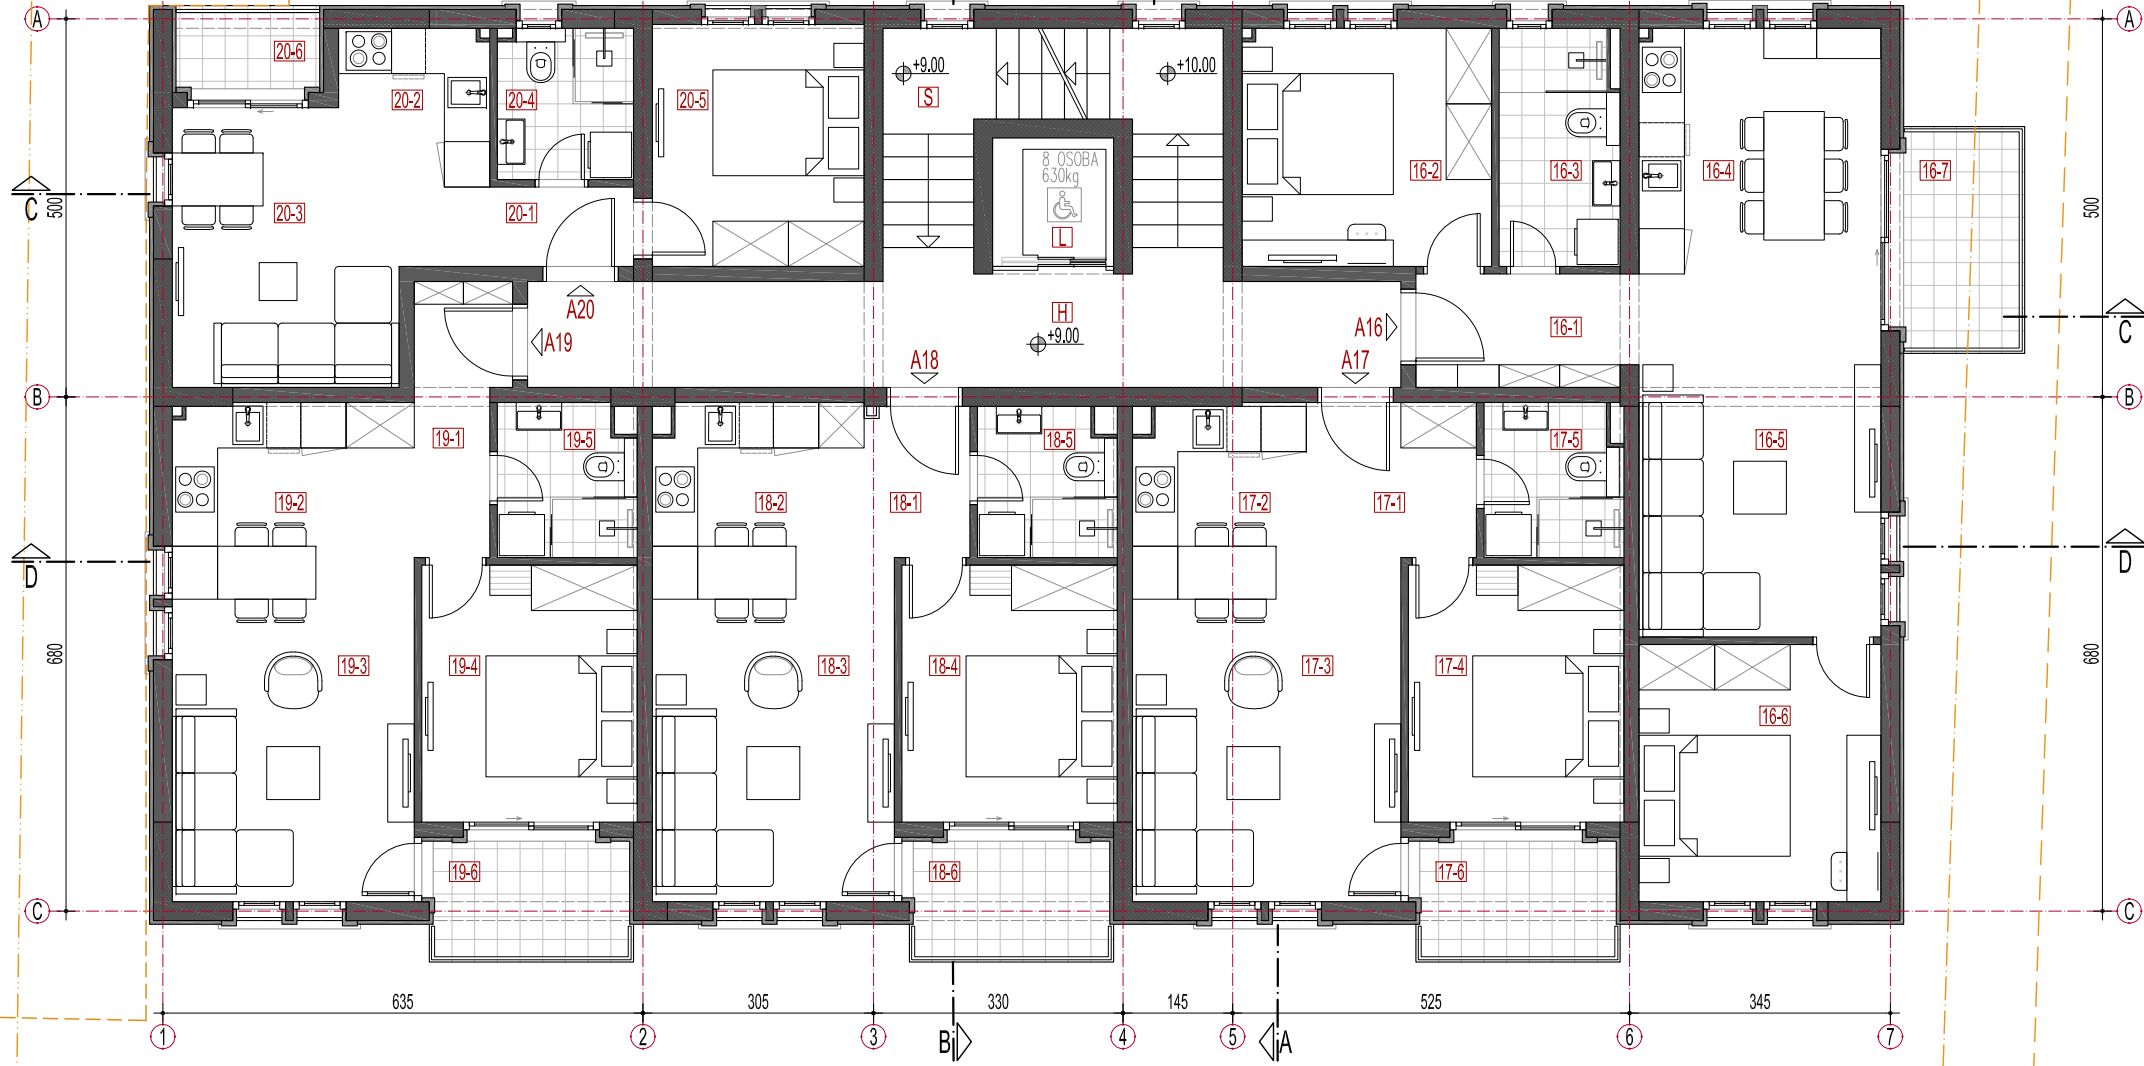 A
A
20-6
20-2
20-4
20-5
+9.00
S
+10.00
8 OSOBA
630kg
L
16-2
16-3
16-4
16-7
C
500
20-3
20-1
500
A20
A19
H
+9.00
A18
A16
A17
16-1
C
B
B
19-1
19-5
18-5
17-5
16-5
19-2
18-2
18-1
17-2
17-1
D
D
680
680
19-3
19-4
18-3
18-4
17-3
17-4
16-6
19-6
18-6
17-6
C
C
635
305
330
145
525
345
1
2
3
B
4
5
A
6
7